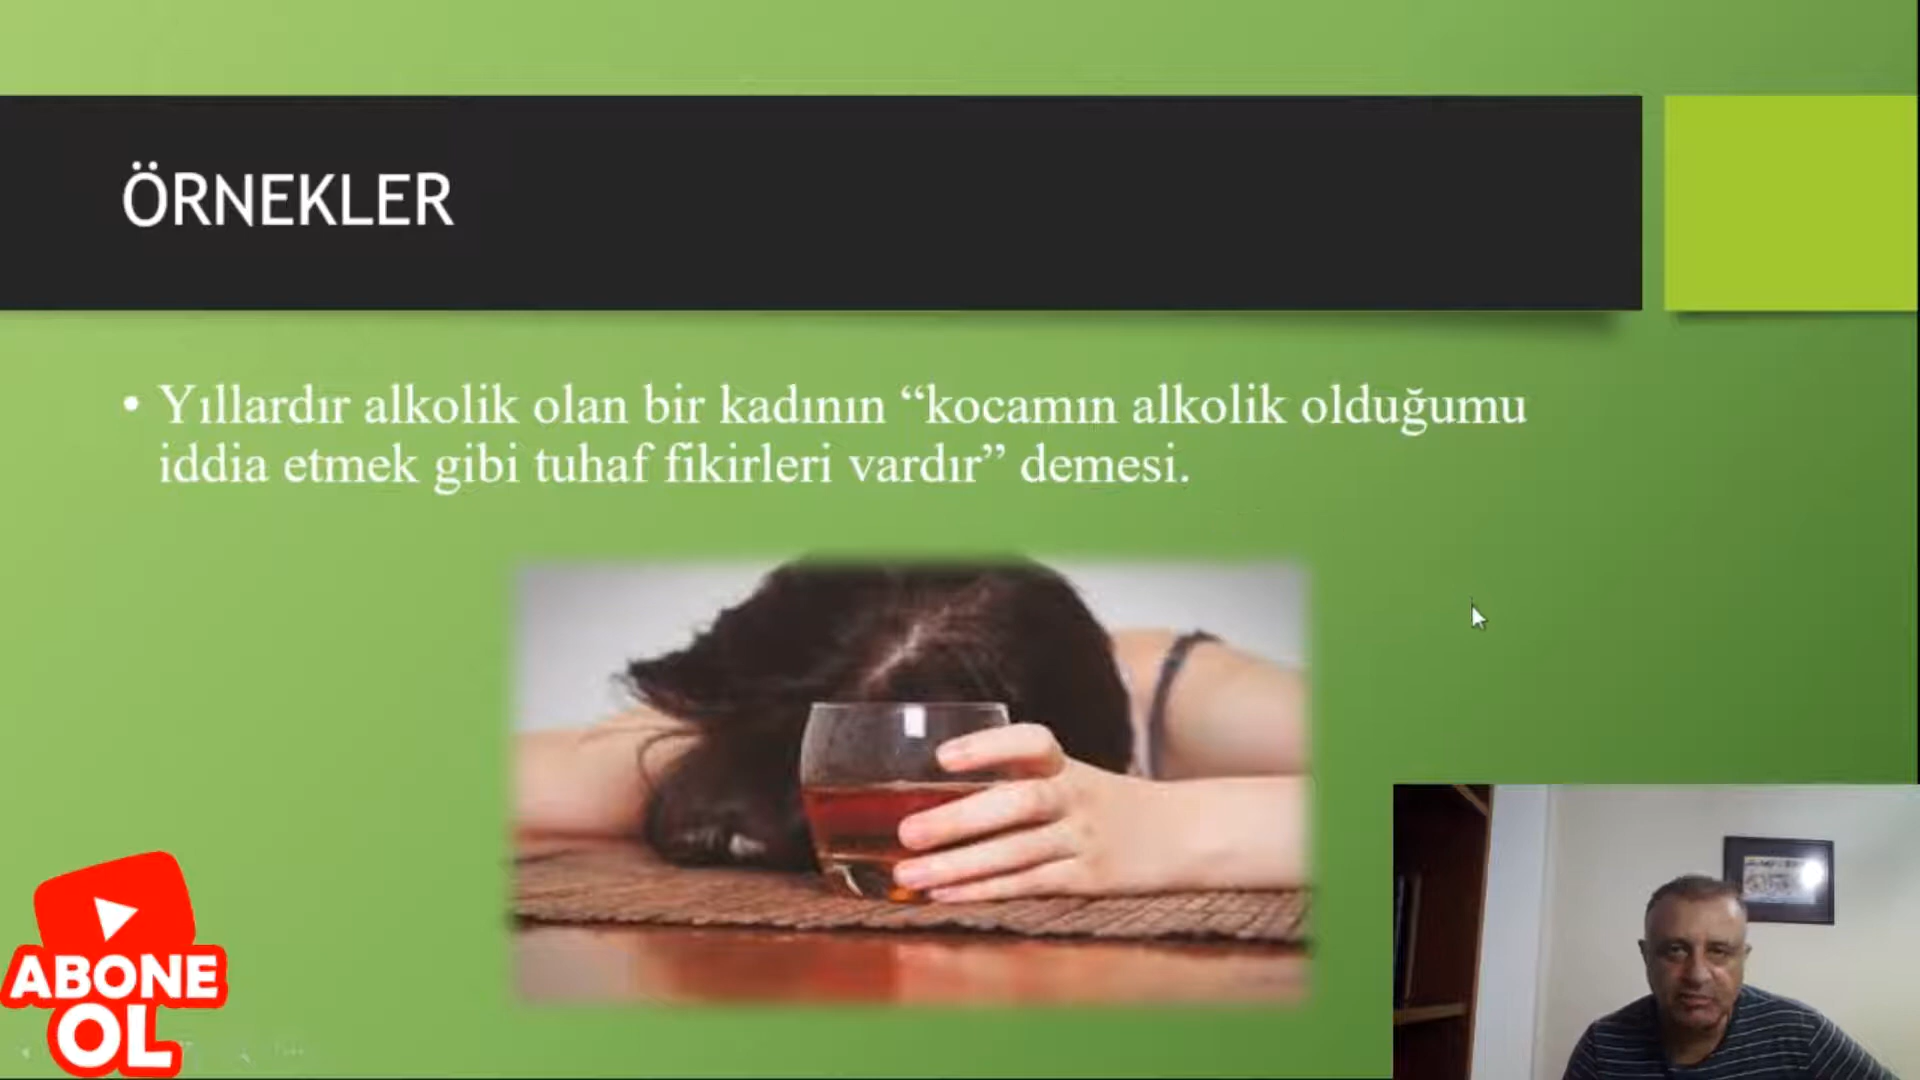 ÖRNEKLER
• Yıllardır alkolik olan bir kadının “kocamın alkolik olduğumu
iddia etmek gibi tuhaf fikirleri vardır” demesi.
ABONE
OL